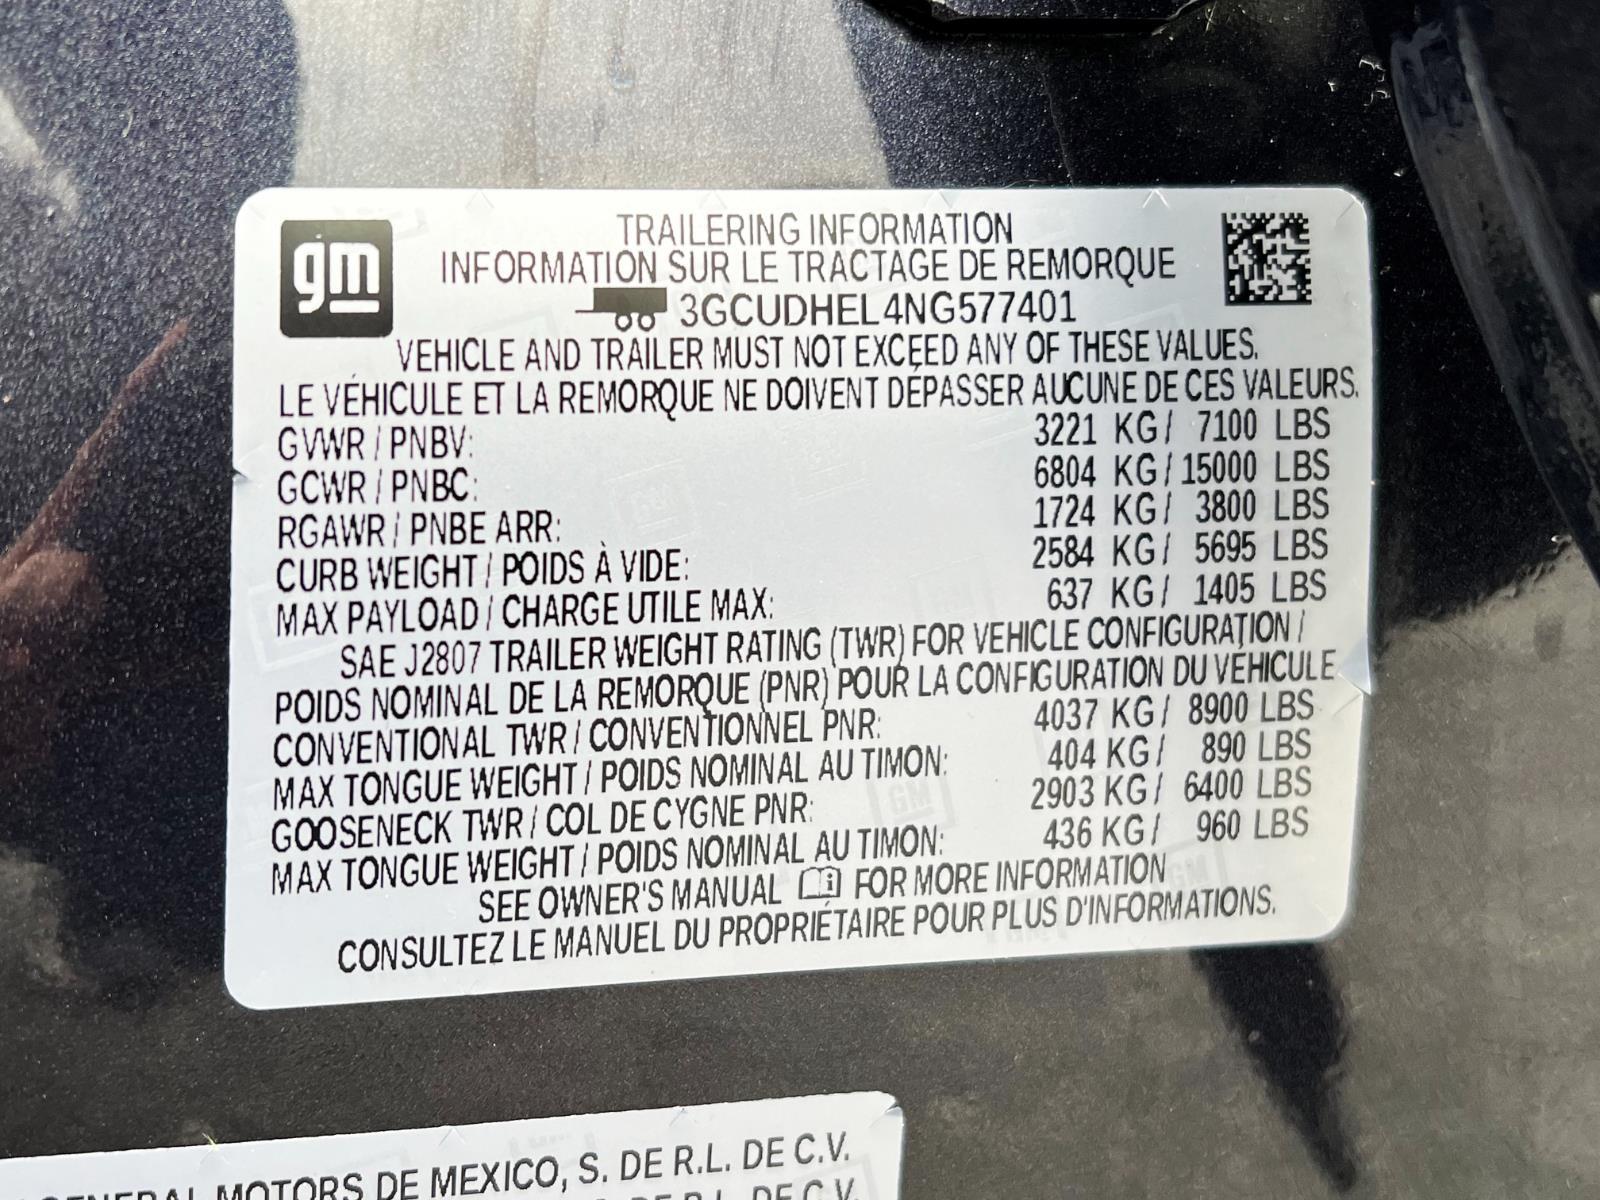 gm
TRAILERING INFORMATION
INFORMATION SUR LE TRACTAGE DE REMORQUE
3GCUDHEL4NG577401
VEHICLE AND TRAILER MUST NOT EXCEED ANY OF THESE VALUES.
LE VÉHICULE ET LA REMORQUE NE DOIVENT DÉPASSER AUCUNE DE CES VALEURS.
GVWR / PNBV: 3221 KG / 7100 LBS
GCWR / PNBC: 6804 KG / 15000 LBS
RGAWR / PNBE ARR: 1724 KG / 3800 LBS
CURB WEIGHT / POIDS À VIDE: 2584 KG / 5695 LBS
MAX PAYLOAD / CHARGE UTILE MAX: 637 KG / 1405 LBS
SAE J2807 TRAILER WEIGHT RATING (TWR) FOR VEHICLE CONFIGURATION /
POIDS NOMINAL DE LA REMORQUE (PNR) POUR LA CONFIGURATION DU VÉHICULE
CONVENTIONAL TWR / CONVENTIONNEL PNR: 4037 KG / 8900 LBS
MAX TONGUE WEIGHT / POIDS NOMINAL AU TIMON: 404 KG / 890 LBS
GOOSENECK TWR / COL DE CYGNE PNR: 2903 KG / 6400 LBS
MAX TONGUE WEIGHT / POIDS NOMINAL AU TIMON: 436 KG / 960 LBS
SEE OWNER'S MANUAL FOR MORE INFORMATION
CONSULTEZ LE MANUEL DU PROPRIÉTAIRE POUR PLUS D'INFORMATIONS.
GENERAL MOTORS DE MEXICO, S. DE R.L. DE C.V.
DE R.L. DE C.V.